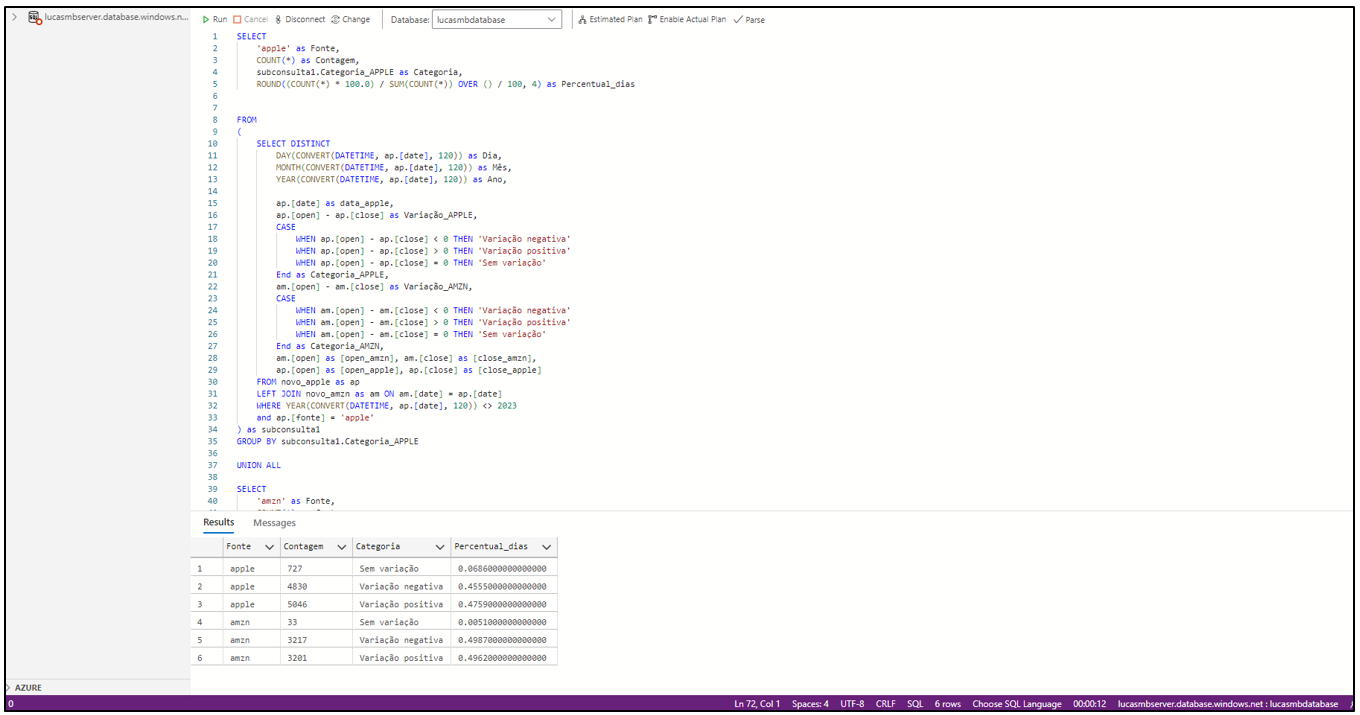 lucasmbserver.database.windows.n...
Run Cancel Disconnect Change Database: lucasmbdatabase Estimated Plan Enable Actual Plan Parse
1 SELECT
2 'apple' as Fonte,
3 COUNT(*) as Contagem,
4 subconsulta1.Categoria_APPLE as Categoria,
5 ROUND((COUNT(*) * 100.0) / SUM(COUNT(*)) OVER () / 100, 4) as Percentual_dias
6
7
8 FROM
9 (
10 SELECT DISTINCT
11 DAY(CONVERT(DATETIME, ap.[date], 120)) as Dia,
12 MONTH(CONVERT(DATETIME, ap.[date], 120)) as Mês,
13 YEAR(CONVERT(DATETIME, ap.[date], 120)) as Ano,
14
15 ap.[date] as data_apple,
16 ap.[open] - ap.[close] as Variação_APPLE,
17 CASE
18 WHEN ap.[open] - ap.[close] < 0 THEN 'Variação negativa'
19 WHEN ap.[open] - ap.[close] > 0 THEN 'Variação positiva'
20 WHEN ap.[open] - ap.[close] = 0 THEN 'Sem variação'
21 End as Categoria_APPLE,
22 am.[open] - am.[close] as Variação_AMZN,
23 CASE
24 WHEN am.[open] - am.[close] < 0 THEN 'Variação negativa'
25 WHEN am.[open] - am.[close] > 0 THEN 'Variação positiva'
26 WHEN am.[open] - am.[close] = 0 THEN 'Sem variação'
27 End as Categoria_AMZN,
28 am.[open] as [open_amzn], am.[close] as [close_amzn],
29 ap.[open] as [open_apple], ap.[close] as [close_apple]
30 FROM novo_apple as ap
31 LEFT JOIN novo_amzn as am ON am.[date] = ap.[date]
32 WHERE YEAR(CONVERT(DATETIME, ap.[date], 120)) <> 2023
33 and ap.[fonte] = 'apple'
34 ) as subconsulta1
35 GROUP BY subconsulta1.Categoria_APPLE
36
37 UNION ALL
38
39 SELECT
40 'amzn' as Fonte,
Results Messages
Fonte Contagem Categoria Percentual_dias
1 apple 727 Sem variação 0.0686000000000000
2 apple 4830 Variação negativa 0.4555000000000000
3 apple 5046 Variação positiva 0.4759000000000000
4 amzn 33 Sem variação 0.0051000000000000
5 amzn 3217 Variação negativa 0.4987000000000000
6 amzn 3201 Variação positiva 0.4962000000000000
AZURE
0 Ln 72, Col 1 Spaces: 4 UTF-8 CRLF SQL 6 rows Choose SQL Language 00:00:12 lucasmbserver.database.windows.net : lucasmbdatabase